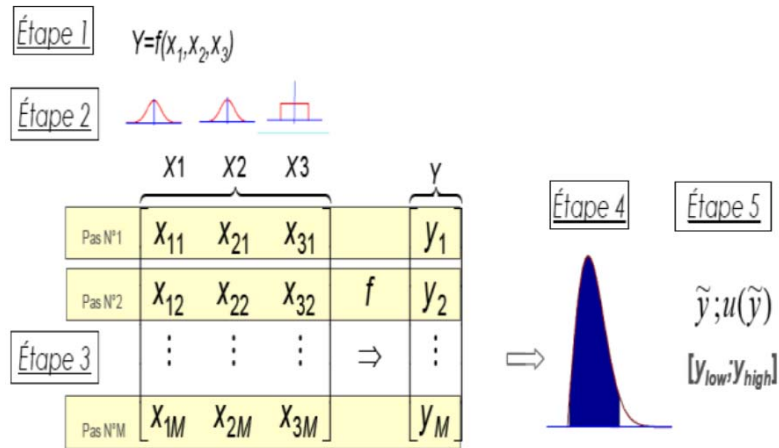 Étape 1
Y=f(x1,x2,x3)
Étape 2
X1 X2 X3 Y
Étape 4 Étape 5
Pas N°1 x11 x21 x31 y1
Pas N°2 x12 x22 x32 f y2
ỹ;u(ỹ)
Étape 3 ⋮ ⋮ ⋮ ⇒ ⋮ ⇒
[ylow;yhigh]
Pas N°M x1M x2M x3M yM